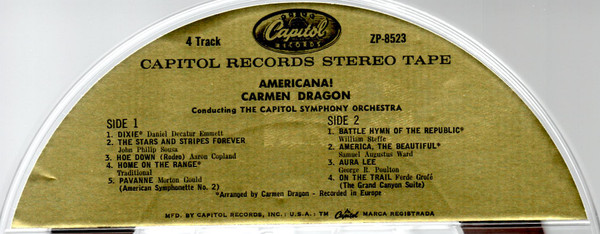 Capitol
RECORDS
4 Track
ZP-8523
CAPITOL RECORDS STEREO TAPE
AMERICANA!
CARMEN DRAGON
Conducting THE CAPITOL SYMPHONY ORCHESTRA
SIDE 1
1. DIXIE* Daniel Decatur Emmett
2. THE STARS AND STRIPES FOREVER
John Philip Sousa
3. HOE DOWN (Rodeo) Aaron Copland
4. HOME ON THE RANGE*
Traditional
5. PAVANNE Morton Gould
(American Symphonette No. 2)
SIDE 2
1. BATTLE HYMN OF THE REPUBLIC*
William Steffe
2. AMERICA, THE BEAUTIFUL*
Samuel Augustus Ward
3. AURA LEE
George R. Poulton
4. ON THE TRAIL Ferde Grofé
(The Grand Canyon Suite)
*Arranged by Carmen Dragon - Recorded in Europe
MFD. BY CAPITOL RECORDS, INC. : U.S.A. : TM Capitol MARCA REGISTRADA